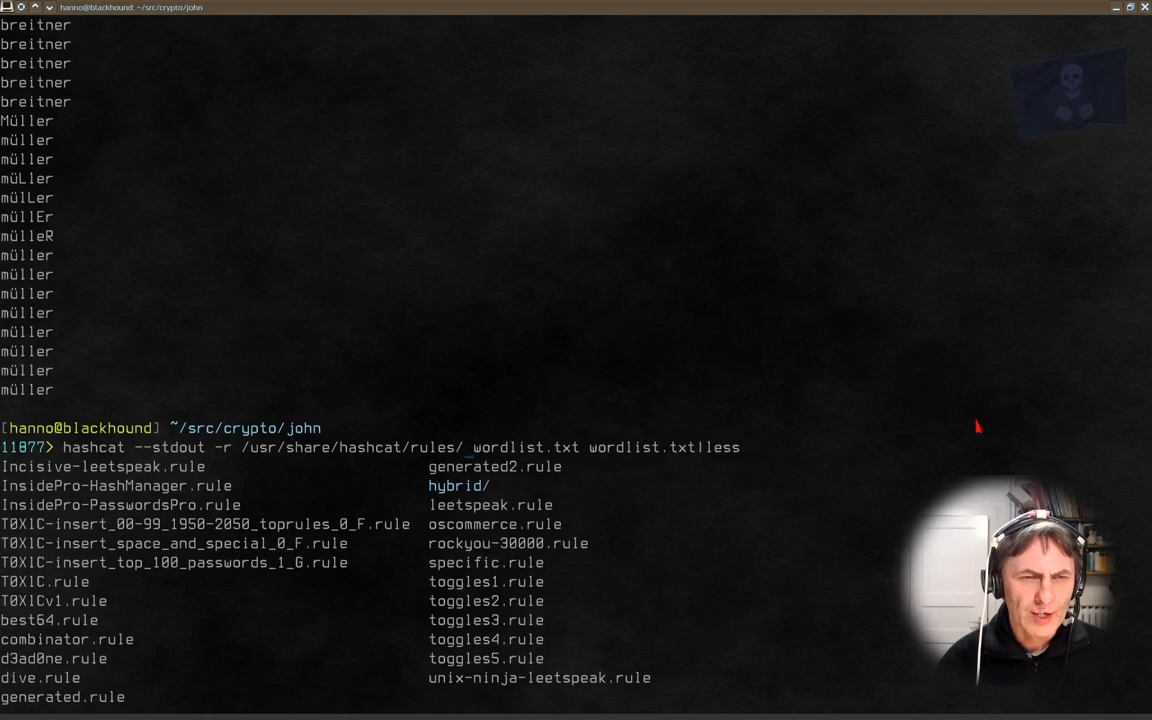 hanno@blackhound: ~/src/crypto/john
breitner
breitner
breitner
breitner
breitner
Müller
müller
müller
müLler
mülLer
müllEr
mülleR
müller
müller
müller
müller
müller
müller
müller
müller
[hanno@blackhound] ~/src/crypto/john
11877> hashcat --stdout -r /usr/share/hashcat/rules/_wordlist.txt wordlist.txt|less
Incisive-leetspeak.rule generated2.rule
InsidePro-HashManager.rule hybrid/
InsidePro-PasswordsPro.rule leetspeak.rule
T0XlC-insert_00-99_1950-2050_toprules_0_F.rule oscommerce.rule
T0XlC-insert_space_and_special_0_F.rule rockyou-30000.rule
T0XlC-insert_top_100_passwords_1_G.rule specific.rule
T0XlC.rule toggles1.rule
T0XlCv1.rule toggles2.rule
best64.rule toggles3.rule
combinator.rule toggles4.rule
d3ad0ne.rule toggles5.rule
dive.rule unix-ninja-leetspeak.rule
generated.rule